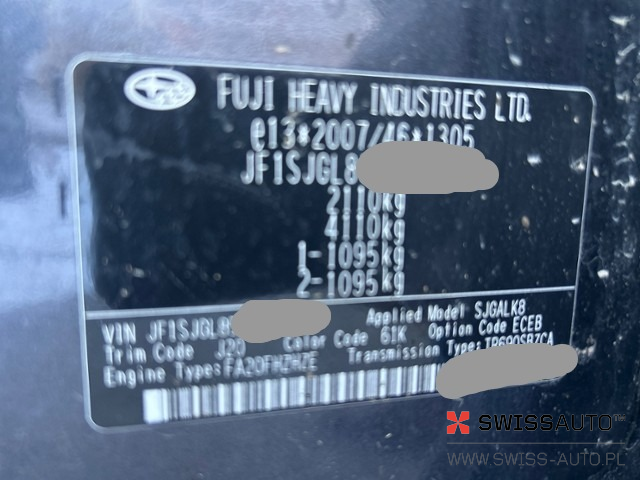 FUJI HEAVY INDUSTRIES LTD.
e13*2007/46*1305
JF1SJGL8
2110kg
4110kg
1-1095kg
2-1095kg
VIN JF1SJGL8 Applied Model SJGALK8
Trim Code J20 Color Code 61K Option Code ECEB
Engine Type: Transmission Type: TR690SBZCA
SWISSAUTO
WWW.SWISS-AUTO.PL